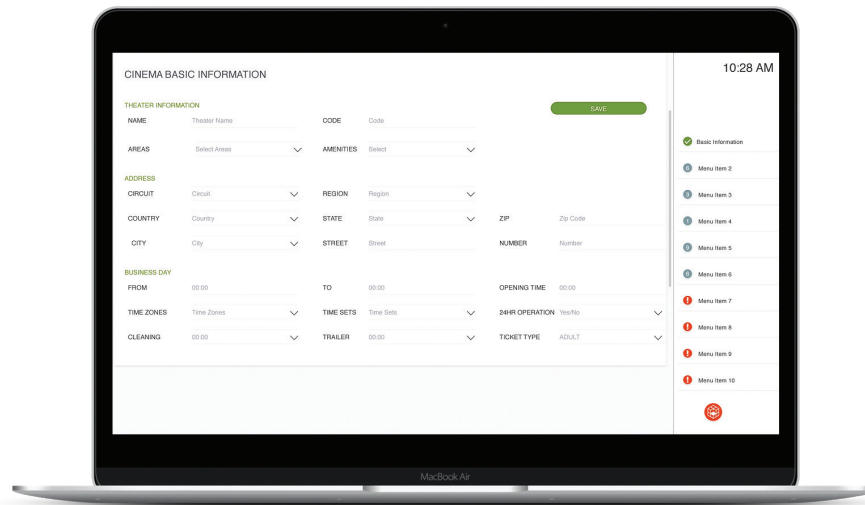 10:28 AM
CINEMA BASIC INFORMATION
THEATER INFORMATION
SAVE
NAME Theater Name CODE Code
AREAS Select Areas AMENITIES Select
ADDRESS
CIRCUIT Circuit REGION Region
COUNTRY Country STATE State ZIP Zip Code
CITY City STREET Street NUMBER Number
BUSINESS DAY
FROM 00:00 TO 00:00 OPENING TIME 00:00
TIME ZONES Time Zones TIME SETS Time Sets 24HR OPERATION Yes/No
CLEANING 00:00 TRAILER 00:00 TICKET TYPE ADULT
Basic Information
Menu Item 2
3 Menu Item 3
1 Menu Item 4
Menu Item 5
Menu Item 6
! Menu Item 7
! Menu Item 8
! Menu Item 9
! Menu Item 10
MacBook Air